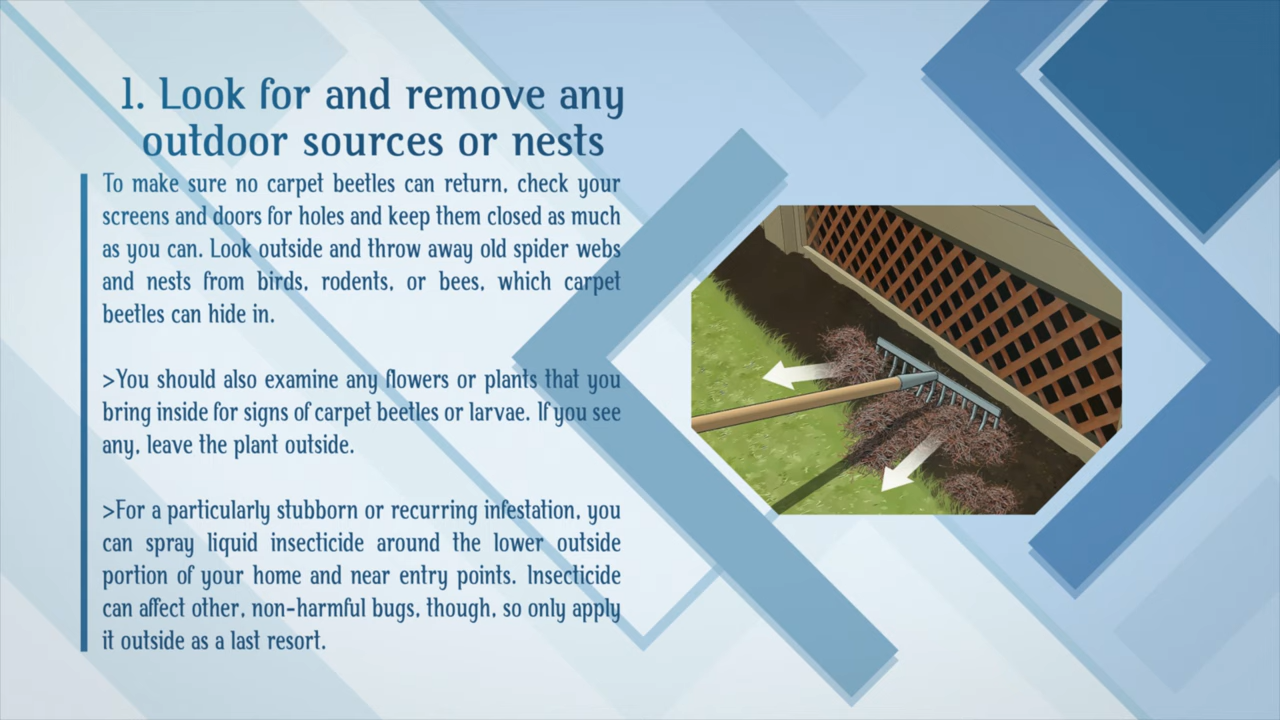 1. Look for and remove any
outdoor sources or nests
To make sure no carpet beetles can return, check your
screens and doors for holes and keep them closed as much
as you can. Look outside and throw away old spider webs
and nests from birds, rodents, or bees, which carpet
beetles can hide in.
>You should also examine any flowers or plants that you
bring inside for signs of carpet beetles or larvae. If you see
any, leave the plant outside.
>For a particularly stubborn or recurring infestation, you
can spray liquid insecticide around the lower outside
portion of your home and near entry points. Insecticide
can affect other, non-harmful bugs, though, so only apply
it outside as a last resort.